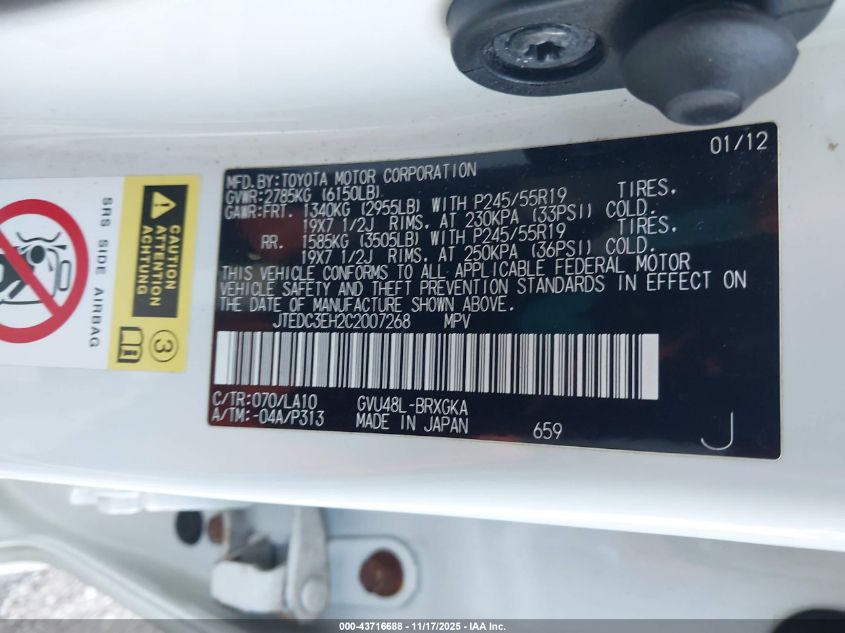 01/12
MFD.BY:TOYOTA MOTOR CORPORATION
GVWR:2785KG (6150LB)
GAWR:FRT. 1340KG (2955LB) WITH P245/55R19 TIRES,
19X7 1/2J RIMS, AT 230KPA (33PSI) COLD.
RR. 1585KG (3505LB) WITH P245/55R19 TIRES,
19X7 1/2J RIMS, AT 250KPA (36PSI) COLD.
THIS VEHICLE CONFORMS TO ALL APPLICABLE FEDERAL MOTOR
VEHICLE SAFETY AND THEFT PREVENTION STANDARDS IN EFFECT ON
THE DATE OF MANUFACTURE SHOWN ABOVE.
JTEDC3EH2C2007268 MPV
C/TR:070/LA10 GVU48L-BRXGKA
A/TM:-04A/P313 MADE IN JAPAN 659
J
SRS SIDE AIRBAG
CAUTION
ATTENTION
ACHTUNG
3
000-43716688 - 11/17/2025 - IAA Inc.